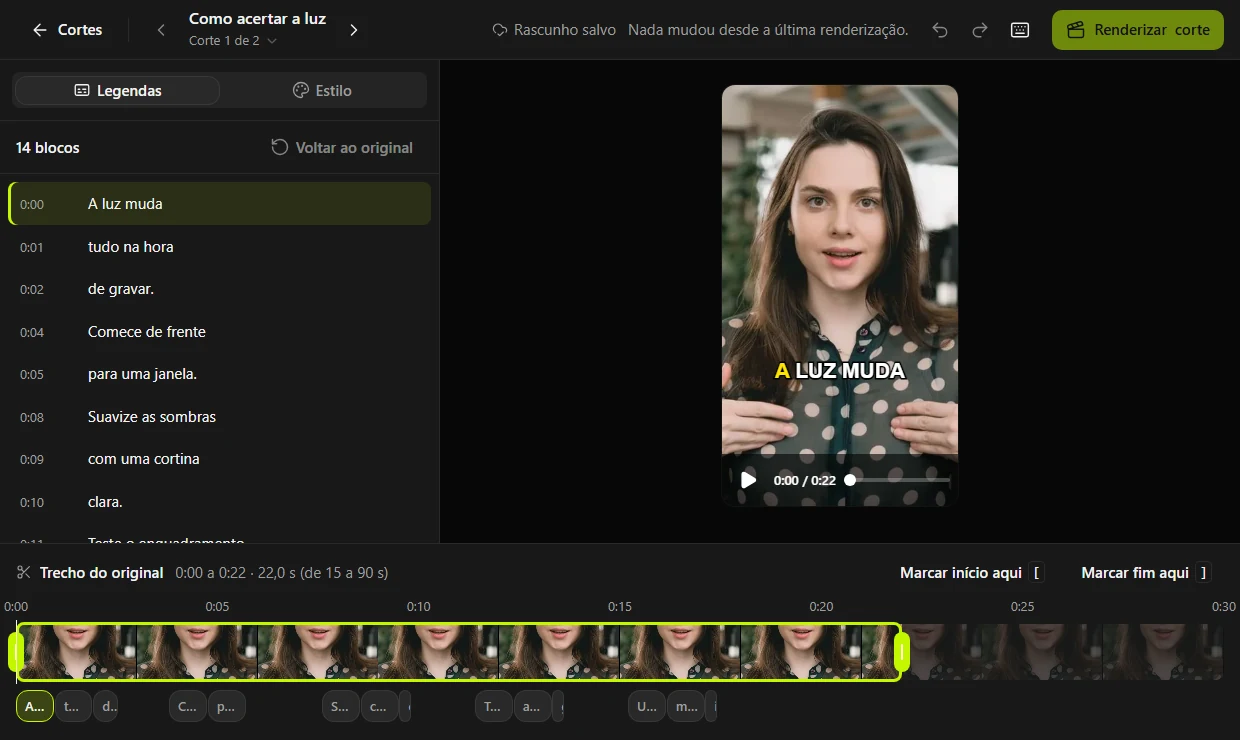 Cortes
Como acertar a luz
Corte 1 de 2
Rascunho salvo
Nada mudou desde a última renderização.
Renderizar corte
Legendas
Estilo
14 blocos
Voltar ao original
0:00 A luz muda
0:01 tudo na hora
0:02 de gravar.
0:04 Comece de frente
0:05 para uma janela.
0:08 Suavize as sombras
0:09 com uma cortina
0:10 clara.
0:11 Teste o enquadramento
A LUZ MUDA
0:00 / 0:22
Trecho do original 0:00 a 0:22 · 22,0 s (de 15 a 90 s)
Marcar início aqui [
Marcar fim aqui ]
0:00 0:05 0:10 0:15 0:20 0:25 0:30
A... t... d.. C... p... S... c... T... a... U... m...